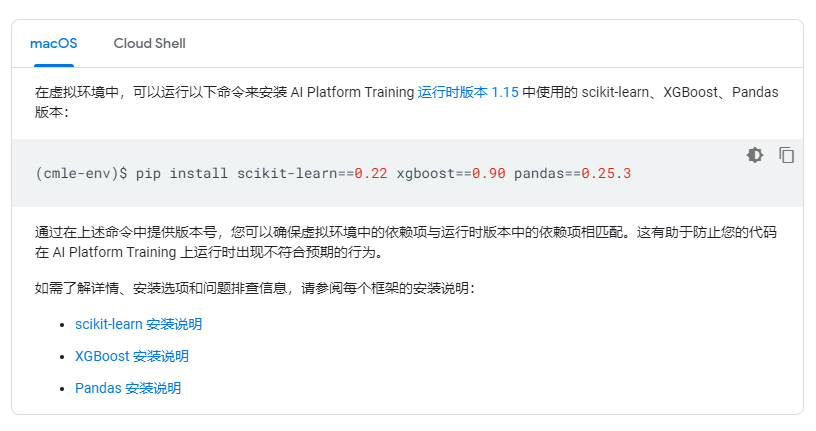 macOS Cloud Shell
在虚拟环境中，可以运行以下命令来安装 AI Platform Training 运行时版本 1.15 中使用的 scikit-learn、XGBoost、Pandas
版本：
(cmle-env)$ pip install scikit-learn==0.22 xgboost==0.90 pandas==0.25.3
通过在上述命令中提供版本号，您可以确保虚拟环境中的依赖项与运行时版本中的依赖项相匹配。这有助于防止您的代码
在 AI Platform Training 上运行时出现不符合预期的行为。
如需了解详情、安装选项和问题排查信息，请参阅每个框架的安装说明：
• scikit-learn 安装说明
• XGBoost 安装说明
• Pandas 安装说明